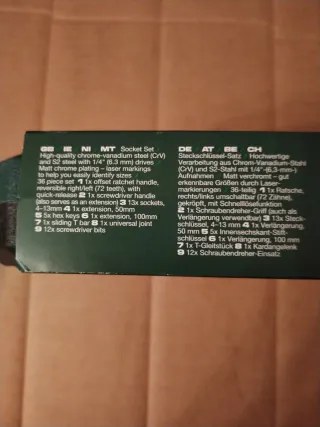 GB IE NI MT Socket Set
High-quality chrome-vanadium steel (CrV)
and S2 steel with 1/4" (6.3 mm) drives
Matt chrome plating – laser markings
to help you easily identify sizes
36 piece set 1 1x offset ratchet handle,
reversible right/left (72 teeth), with
quick-release 2 1x screwdriver handle
(also serves as an extension) 3 13x sockets,
4–13 mm 4 1x extension, 50mm
5 5x hex keys 6 1x extension, 100mm
7 1x sliding T bar 8 1x universal joint
9 12x screwdriver bits
DE AT BE CH
Steckschlüssel-Satz Hochwertige
Verarbeitung aus Chrom-Vanadium-Stahl
(CrV) und S2-Stahl mit 1/4"-(6,3-mm-)
Aufnahmen Matt verchromt – gut
erkennbare Größen durch Laser-
markierungen 36-teilig 1 1x Ratsche,
rechts/links umschaltbar (72 Zähne),
gekröpft, mit Schnelllösefunktion
2 1x Schraubendreher-Griff (auch als
Verlängerung verwendbar) 3 13x Steck-
schlüssel, 4–13 mm 4 1x Verlängerung,
50 mm 5 5x Innensechskant-Stift-
schlüssel 6 1x Verlängerung, 100 mm
7 1x T-Gleitstück 8 1x Kardangelenk
9 12x Schraubendreher-Einsatz